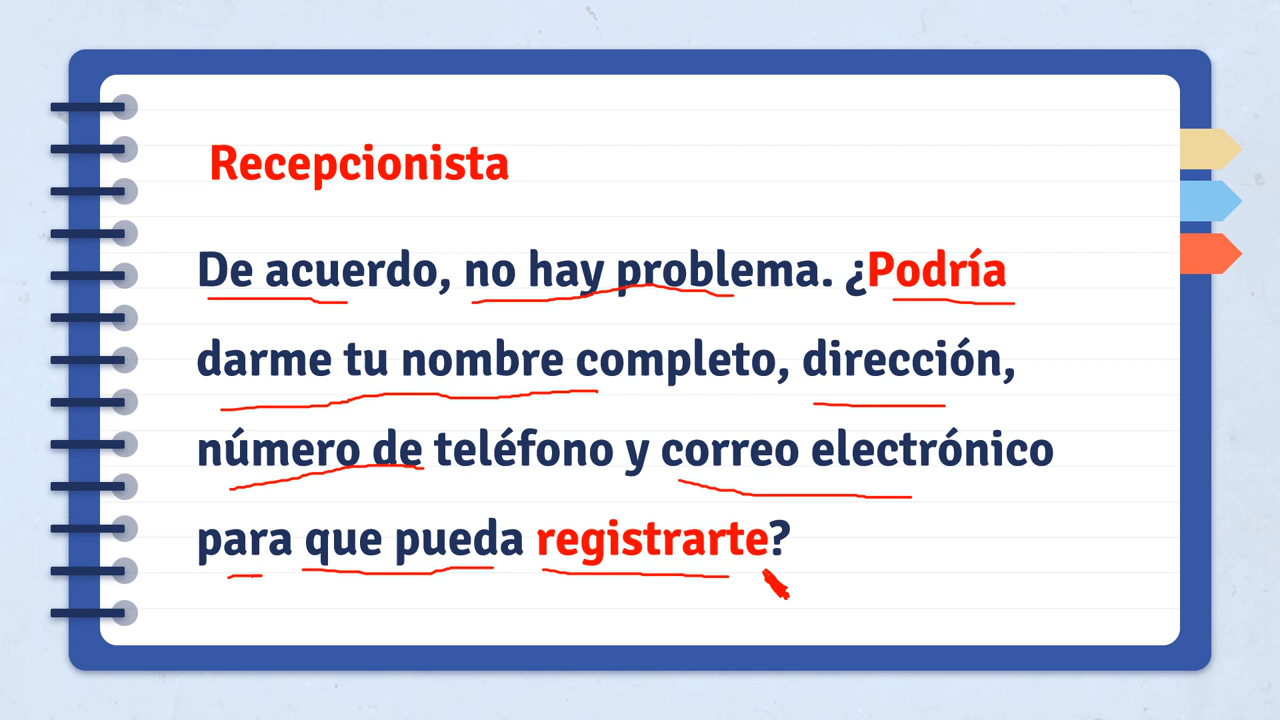 Recepcionista
De acuerdo, no hay problema. ¿Podría
darme tu nombre completo, dirección,
número de teléfono y correo electrónico
para que pueda registrarte?